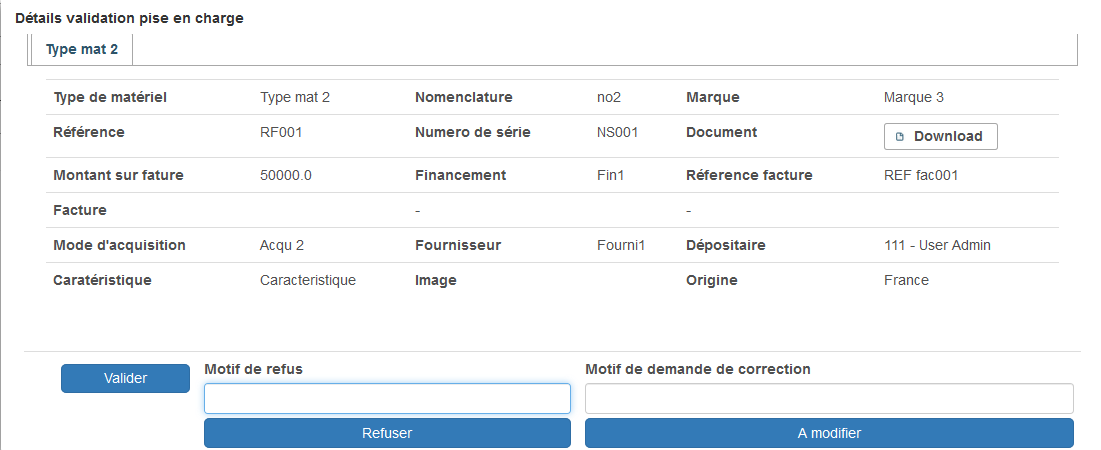 Détails validation pise en charge
Type mat 2
Type de matériel Type mat 2 Nomenclature no2 Marque Marque 3
Référence RF001 Numero de série NS001 Document Download
Montant sur fature 50000.0 Financement Fin1 Réference facture REF fac001
Facture - -
Mode d'acquisition Acqu 2 Fournisseur Fourni1 Dépositaire 111 - User Admin
Caratéristique Caracteristique Image Origine France
Valider Motif de refus Motif de demande de correction
Refuser A modifier